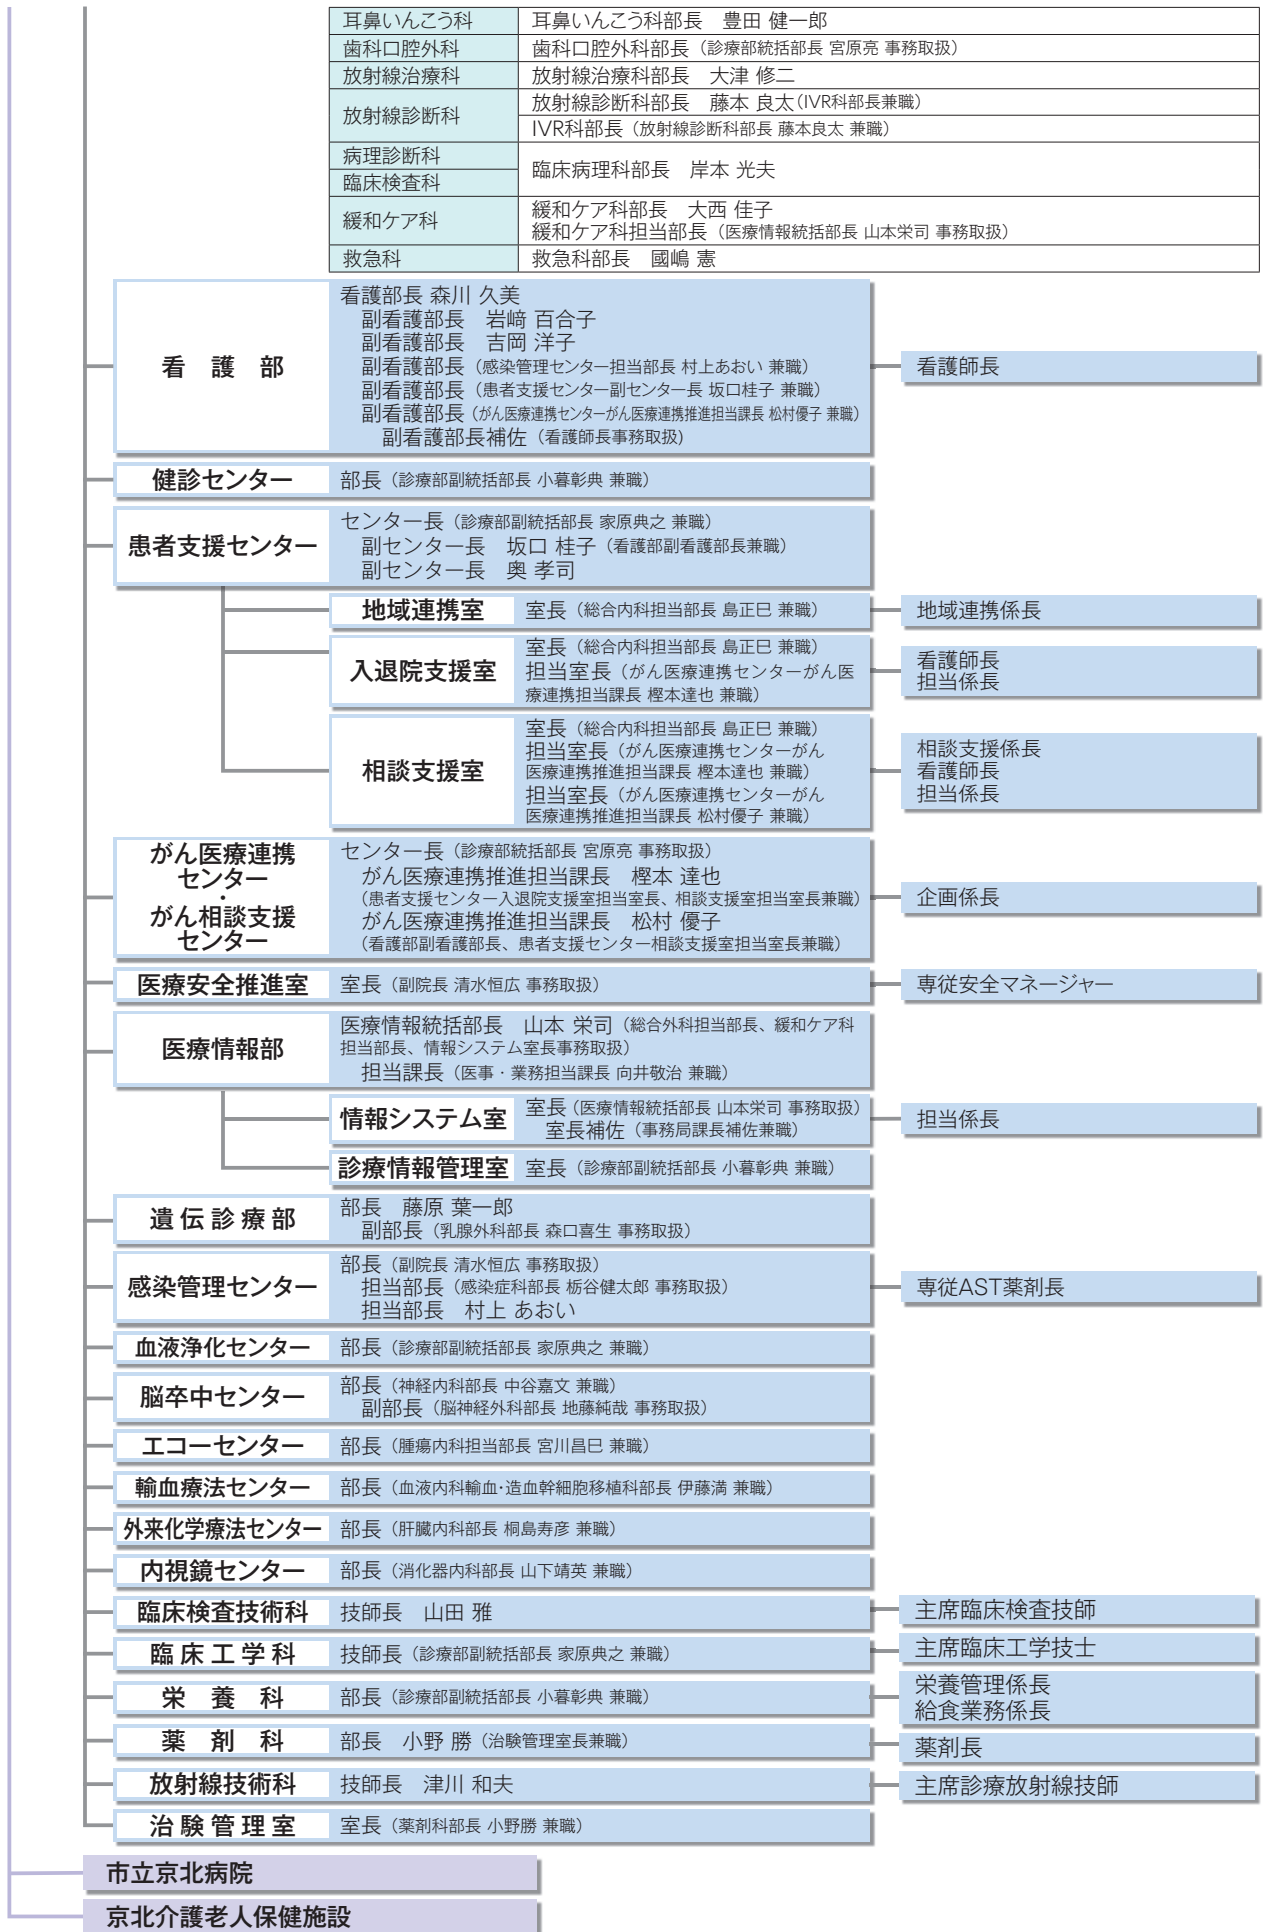 耳鼻いんこう科 耳鼻いんこう科部長　豊田 健一郎
歯科口腔外科 歯科口腔外科部長（診療部統括部長 宮原亮 事務取扱）
放射線治療科 放射線治療科部長　大津 修二
放射線診断科 放射線診断科部長　藤本 良太（IVR科部長兼職）
IVR科部長（放射線診断科部長 藤本良太 兼職）
病理診断科
臨床検査科 臨床病理科部長　岸本 光夫
緩和ケア科 緩和ケア科部長　大西 佳子
緩和ケア科担当部長（医療情報統括部長 山本栄司 事務取扱）
救急科 救急科部長　國嶋 憲
看　護　部
看護部長 森川 久美
副看護部長　岩﨑 百合子
副看護部長　吉岡 洋子
副看護部長（感染管理センター担当部長 村上あおい 兼職）
副看護部長（患者支援センター副センター長 坂口桂子 兼職）
副看護部長（がん医療連携センターがん医療連携推進担当課長 松村優子 兼職）
副看護部長補佐（看護師長事務取扱）
看護師長
健診センター 部長（診療部副統括部長 小暮彰典 兼職）
患者支援センター
センター長（診療部副統括部長 家原典之 兼職）
副センター長　坂口 桂子（看護部副看護部長兼職）
副センター長　奥 孝司
地域連携室 室長（総合内科担当部長 島正巳 兼職） 地域連携係長
入退院支援室
室長（総合内科担当部長 島正巳 兼職）
担当室長（がん医療連携センターがん医
療連携担当課長 樫本達也 兼職）
看護師長
担当係長
相談支援室
室長（総合内科担当部長 島正巳 兼職）
担当室長（がん医療連携センターがん
医療連携推進担当課長 樫本達也 兼職）
担当室長（がん医療連携センターがん
医療連携推進担当課長 松村優子 兼職）
相談支援係長
看護師長
担当係長
がん医療連携
センター
・
がん相談支援
センター
センター長（診療部統括部長 宮原亮 事務取扱）
がん医療連携推進担当課長　樫本 達也
（患者支援センター入退院支援室担当室長、相談支援室担当室長兼職）
がん医療連携推進担当課長　松村 優子
（看護部副看護部長、患者支援センター相談支援室担当室長兼職）
企画係長
医療安全推進室 室長（副院長 清水恒広 事務取扱） 専従安全マネージャー
医療情報部
医療情報統括部長　山本 栄司（総合外科担当部長、緩和ケア科
担当部長、情報システム室長事務取扱）
担当課長（医事・業務担当課長 向井敬治 兼職）
情報システム室
室長（医療情報統括部長 山本栄司 事務取扱）
室長補佐（事務局課長補佐兼職）
担当係長
診療情報管理室 室長（診療部副統括部長 小暮彰典 兼職）
遺伝診療部
部長　藤原 葉一郎
副部長（乳腺外科部長 森口喜生 事務取扱）
感染管理センター
部長（副院長 清水恒広 事務取扱）
担当部長（感染症科部長 栃谷健太郎 事務取扱）
担当部長　村上 あおい
専従AST薬剤長
血液浄化センター 部長（診療部副統括部長 家原典之 兼職）
脳卒中センター
部長（神経内科部長 中谷嘉文 兼職）
副部長（脳神経外科部長 地藤純哉 事務取扱）
エコーセンター 部長（腫瘍内科担当部長 宮川昌巳 兼職）
輸血療法センター 部長（血液内科輸血・造血幹細胞移植科部長 伊藤満 兼職）
外来化学療法センター 部長（肝臓内科部長 桐島寿彦 兼職）
内視鏡センター 部長（消化器内科部長 山下靖英 兼職）
臨床検査技術科 技師長　山田 雅 主席臨床検査技師
臨床工学科 技師長（診療部副統括部長 家原典之 兼職） 主席臨床工学技士
栄　養　科 部長（診療部副統括部長 小暮彰典 兼職）
栄養管理係長
給食業務係長
薬　剤　科 部長　小野 勝（治験管理室長兼職） 薬剤長
放射線技術科 技師長　津川 和夫 主席診療放射線技師
治験管理室 室長（薬剤科部長 小野勝 兼職）
市立京北病院
京北介護老人保健施設